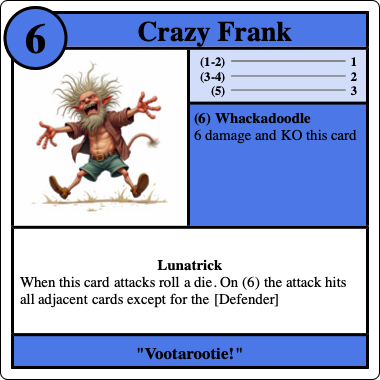 6
Crazy Frank
(1-2) 1
(3-4) 2
(5) 3
(6) Whackadoodle
6 damage and KO this card
Lunatrick
When this card attacks roll a die. On (6) the attack hits
all adjacent cards except for the [Defender]
"Vootarootie!"